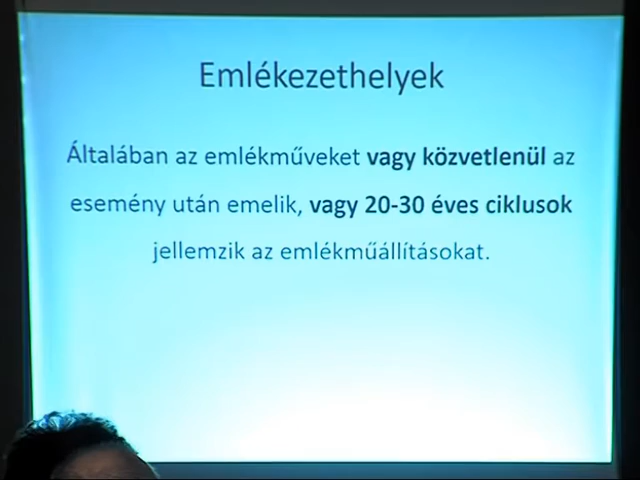 Emlékezethelyek
Általában az emlékműveket vagy közvetlenül az
esemény után emelik, vagy 20-30 éves ciklusok
jellemzik az emlékműállításokat.